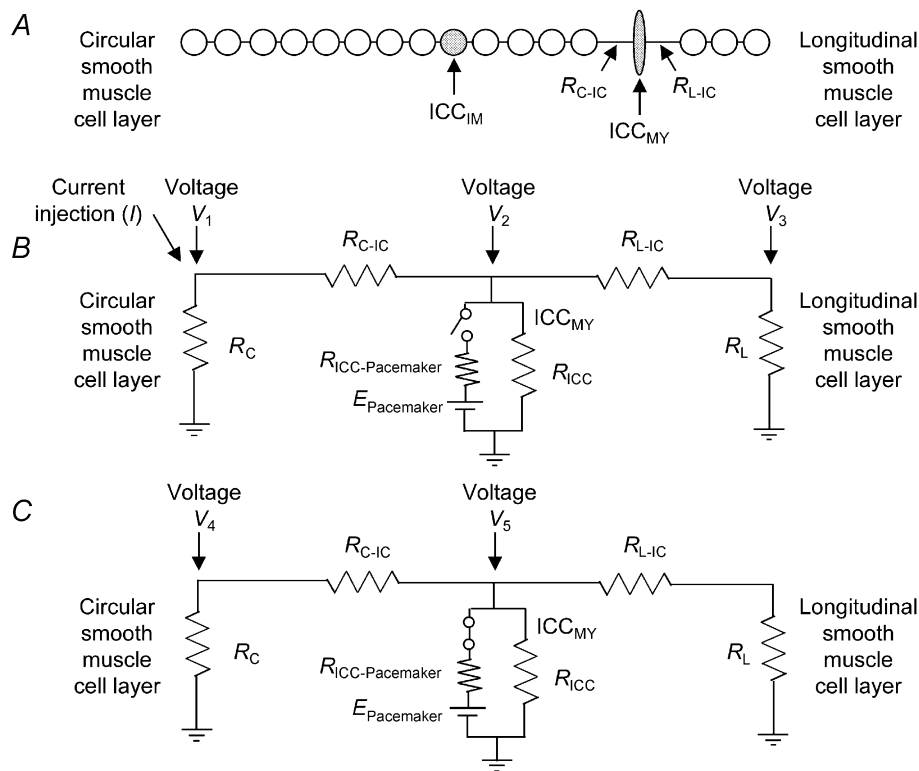 A
Circular
smooth
muscle
cell layer
ICC_IM
R_C-IC
R_L-IC
ICC_MY
Longitudinal
smooth
muscle
cell layer
B
Current
injection (I)
Voltage
V_1
Voltage
V_2
Voltage
V_3
R_C-IC
R_L-IC
Circular
smooth
muscle
cell layer
R_C
ICC_MY
R_ICC-Pacemaker
R_ICC
E_Pacemaker
R_L
Longitudinal
smooth
muscle
cell layer
C
Voltage
V_4
Voltage
V_5
R_C-IC
R_L-IC
Circular
smooth
muscle
cell layer
R_C
ICC_MY
R_ICC-Pacemaker
R_ICC
E_Pacemaker
R_L
Longitudinal
smooth
muscle
cell layer